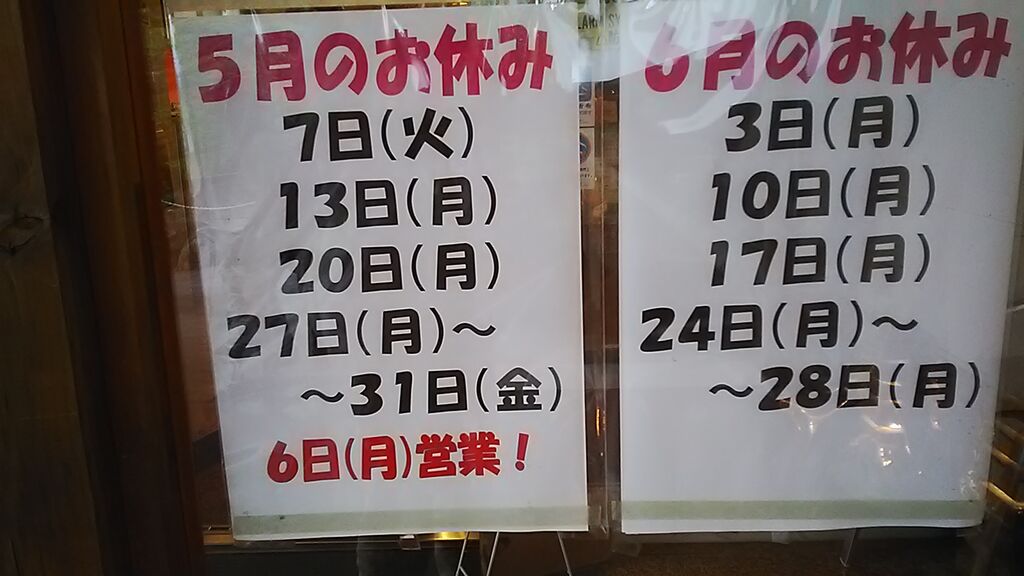 5月のお休み
7日(火)
13日(月)
20日(月)
27日(月)～
～31日(金)
6日(月)営業！
6月のお休み
3日(月)
10日(月)
17日(月)
24日(月)～
～28日(月)